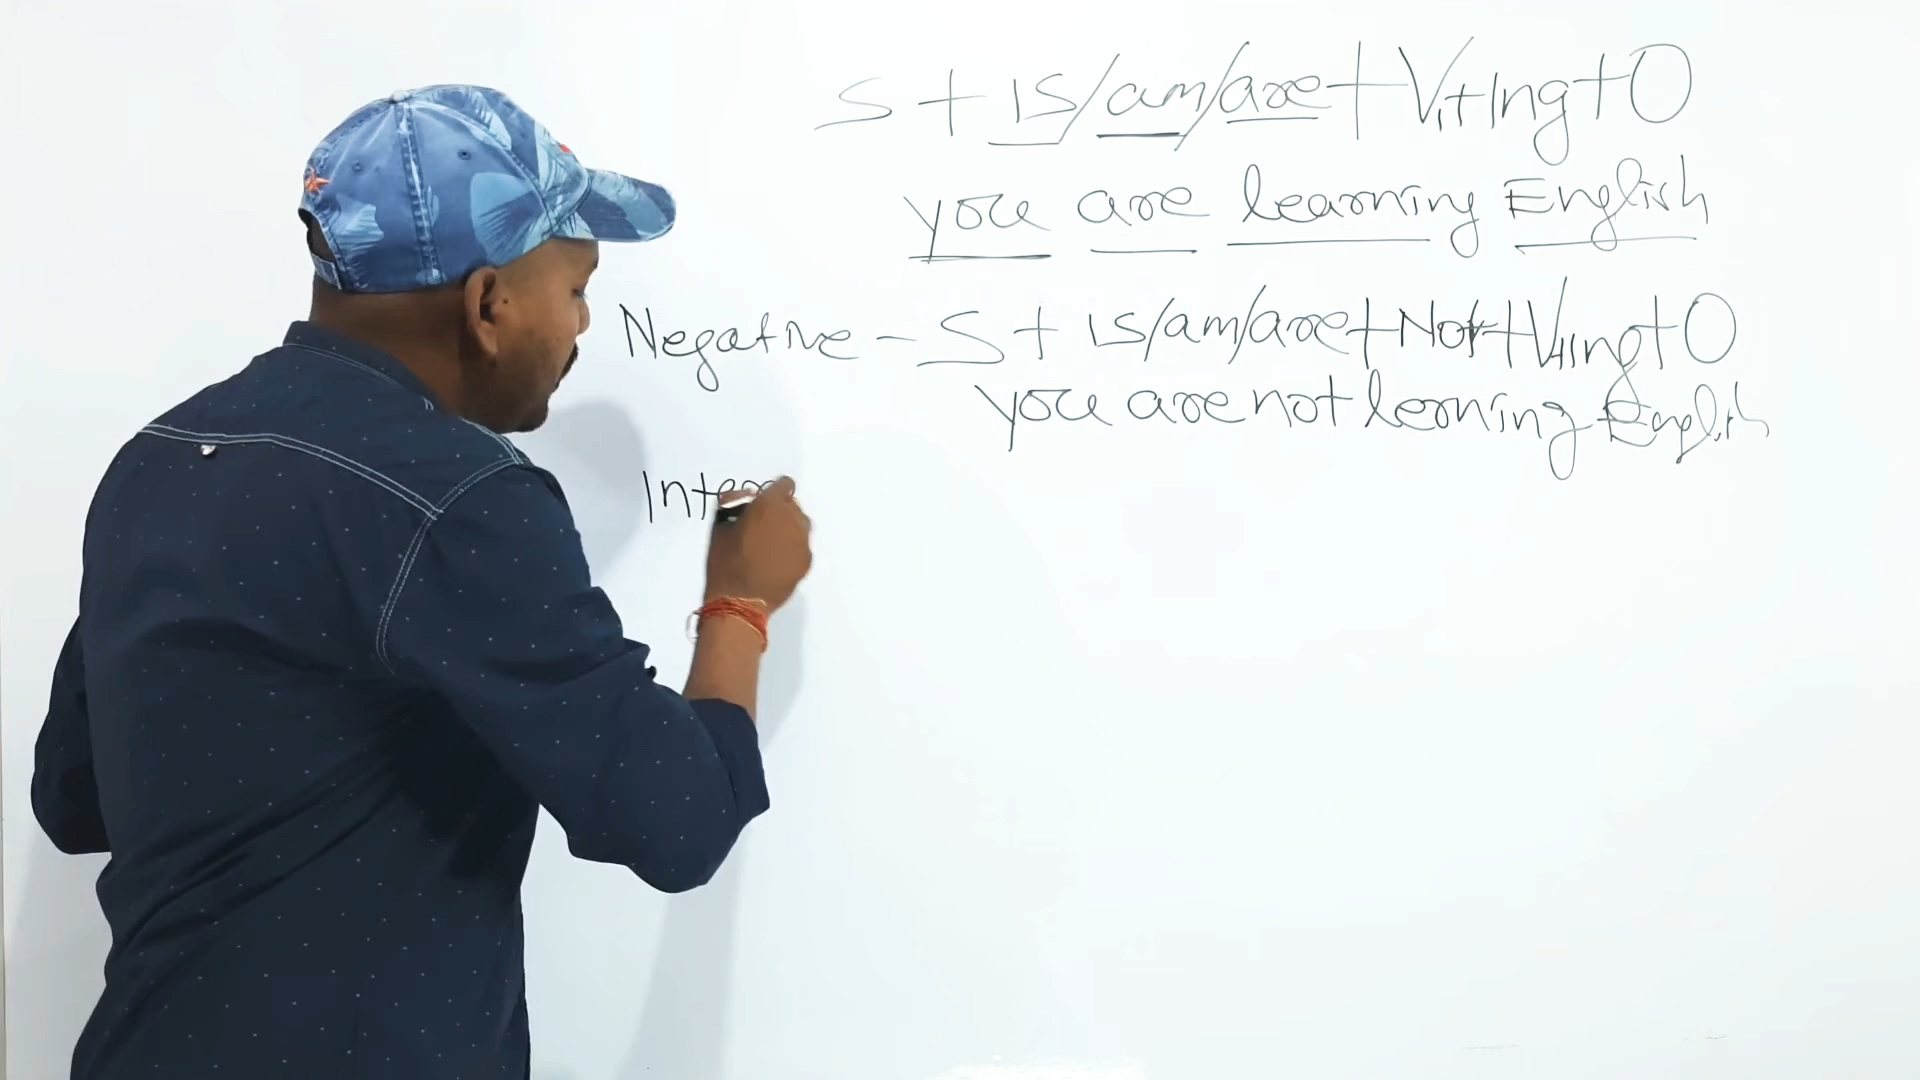 S + is/am/are + V1+Ing + O
you are learning English
Negative - S + is/am/are + Not + V1+ing + O
you are not lerning English
Inter